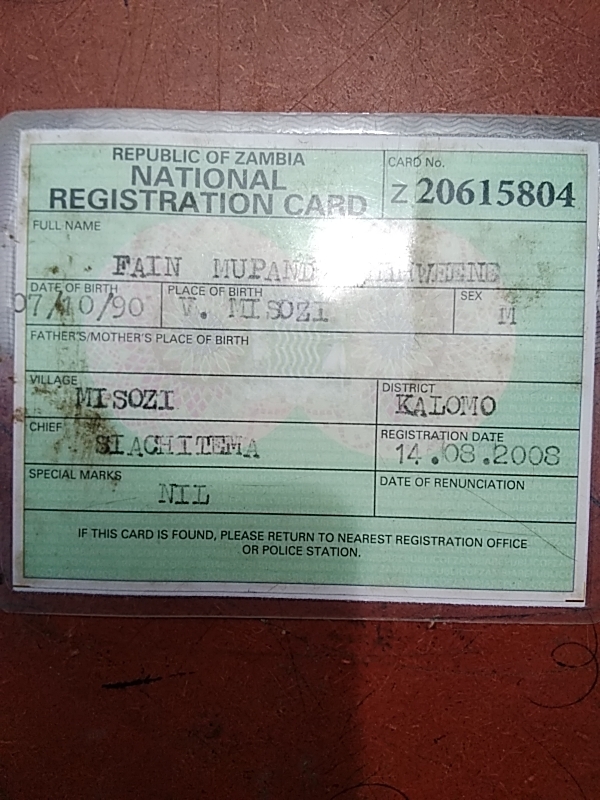 REPUBLIC OF ZAMBIA
NATIONAL
REGISTRATION CARD
CARD No.
Z 20615804
FULL NAME
FAIN
DATE OF BIRTH
07/10/90
PLACE OF BIRTH
V. MISOZI
SEX
M
FATHER'S/MOTHER'S PLACE OF BIRTH
VILLAGE
MISOZI
DISTRICT
KALOMO
CHIEF
SIACHITEMA
REGISTRATION DATE
14.08.2008
SPECIAL MARKS
NIL
DATE OF RENUNCIATION
IF THIS CARD IS FOUND, PLEASE RETURN TO NEAREST REGISTRATION OFFICE
OR POLICE STATION.